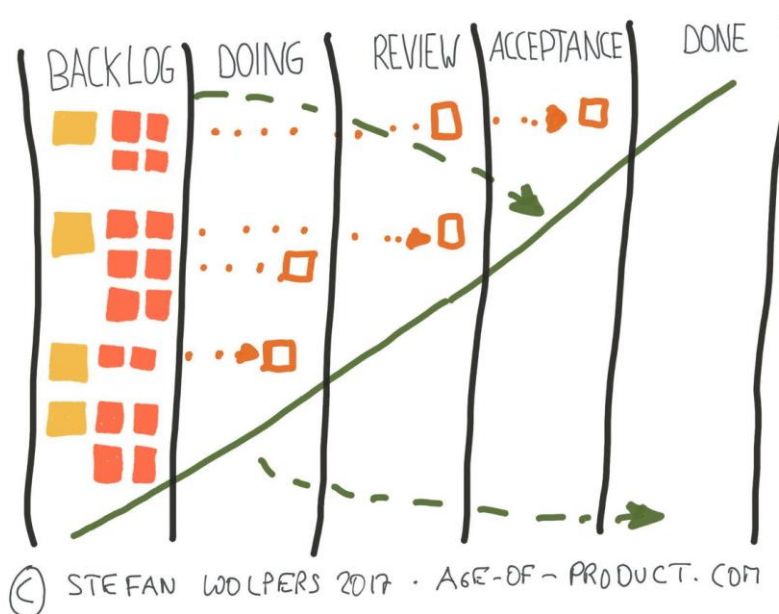 BACKLOG DOING REVIEW ACCEPTANCE DONE
© STEFAN WOLPERS 2017 · AGE-OF-PRODUCT.COM